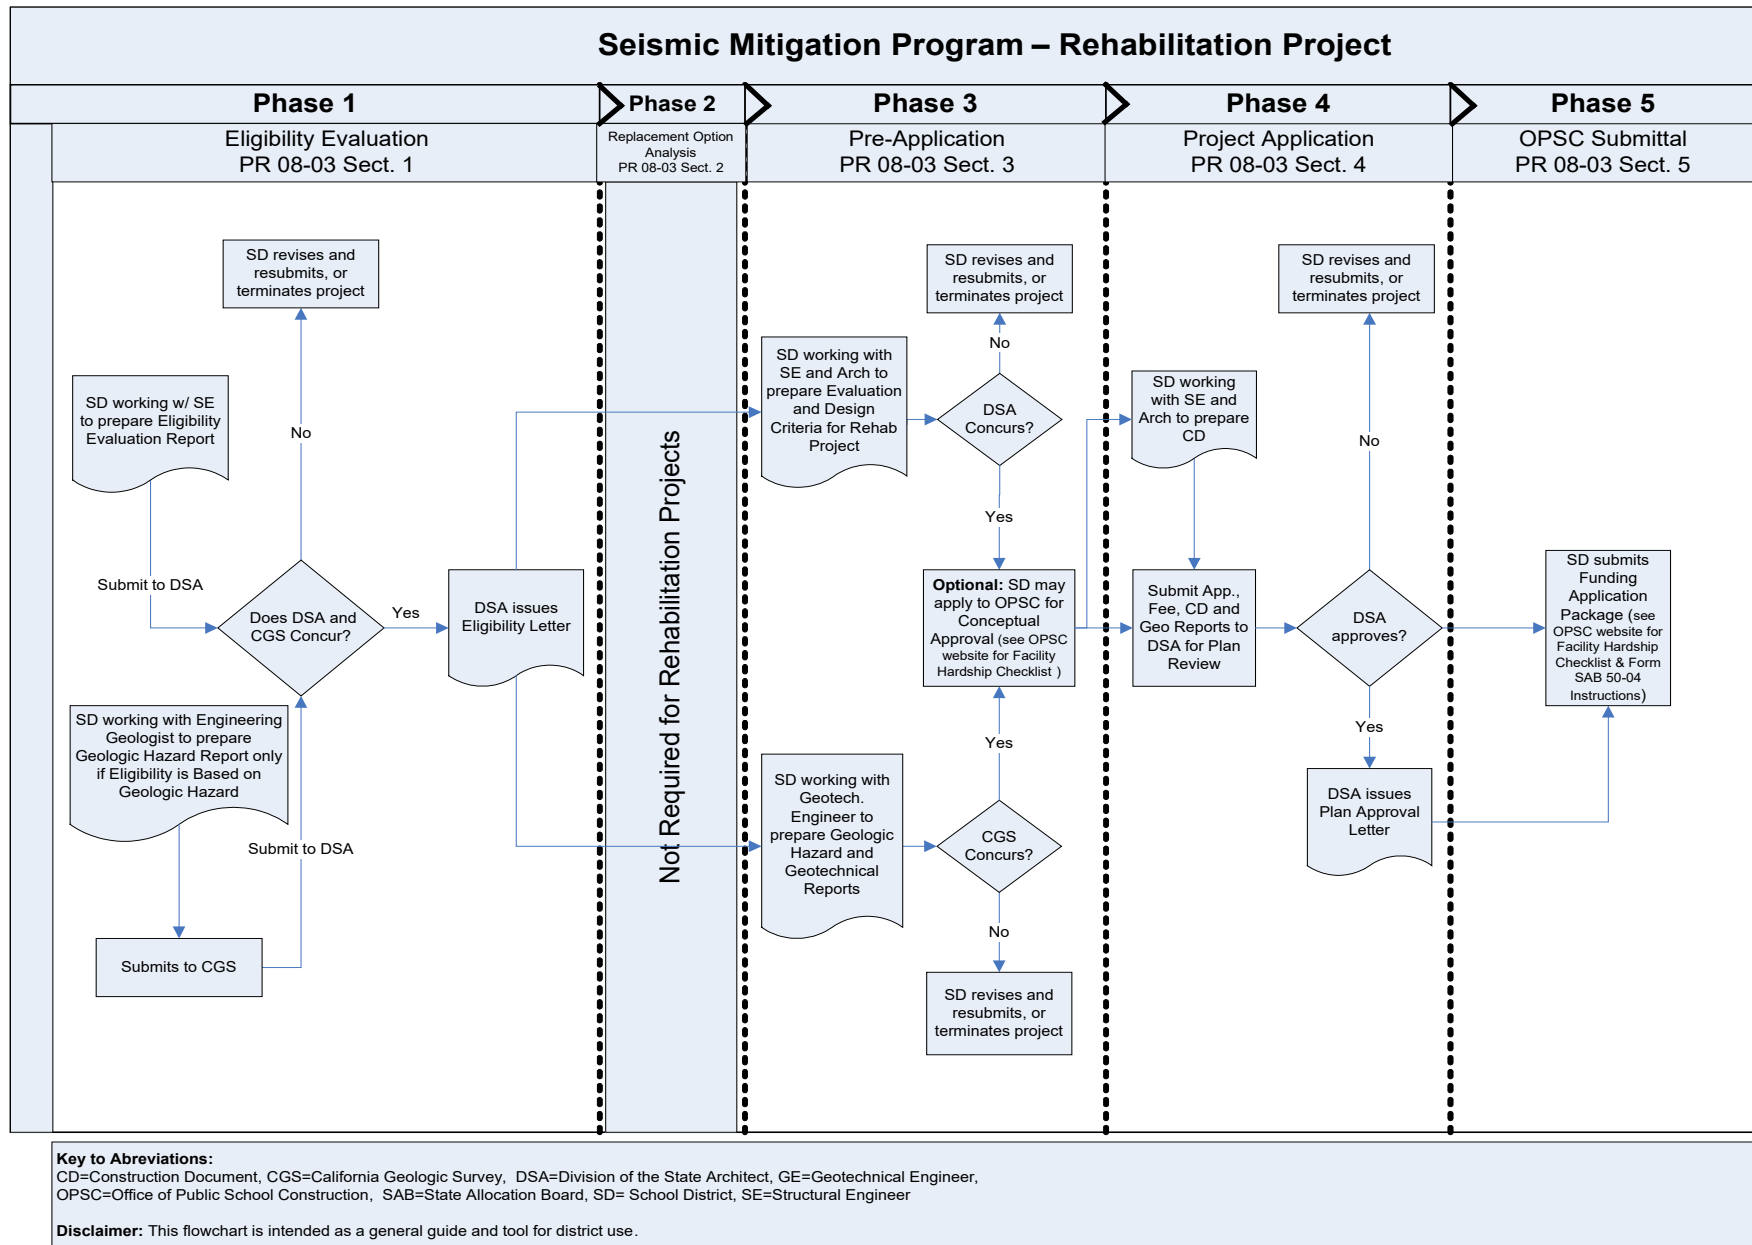 Seismic Mitigation Program – Rehabilitation Project
Phase 1
Phase 2
Phase 3
Phase 4
Phase 5
Eligibility Evaluation
PR 08-03 Sect. 1
Replacement Option
Analysis
PR 08-03 Sect. 2
Pre-Application
PR 08-03 Sect. 3
Project Application
PR 08-03 Sect. 4
OPSC Submittal
PR 08-03 Sect. 5
SD revises and
resubmits, or
terminates project
No
SD working w/ SE
to prepare Eligibility
Evaluation Report
Submit to DSA
Does DSA and
CGS Concur?
Yes
DSA issues
Eligibility Letter
SD working with Engineering
Geologist to prepare
Geologic Hazard Report only
if Eligibility is Based on
Geologic Hazard
Submit to DSA
Submits to CGS
Not Required for Rehabilitation Projects
SD revises and
resubmits, or
terminates project
No
SD working with
SE and Arch to
prepare Evaluation
and Design
Criteria for Rehab
Project
DSA
Concurs?
Yes
Optional: SD may
apply to OPSC for
Conceptual
Approval (see OPSC
website for Facility
Hardship Checklist )
Yes
SD working with
Geotech.
Engineer to
prepare Geologic
Hazard and
Geotechnical
Reports
CGS
Concurs?
No
SD revises and
resubmits, or
terminates project
SD revises and
resubmits, or
terminates project
No
SD working
with SE and
Arch to prepare
CD
Submit App.,
Fee, CD and
Geo Reports to
DSA for Plan
Review
DSA
approves?
Yes
DSA issues
Plan Approval
Letter
SD submits
Funding
Application
Package (see
OPSC website for
Facility Hardship
Checklist & Form
SAB 50-04
Instructions)
Key to Abreviations:
CD=Construction Document, CGS=California Geologic Survey, DSA=Division of the State Architect, GE=Geotechnical Engineer,
OPSC=Office of Public School Construction, SAB=State Allocation Board, SD= School District, SE=Structural Engineer
Disclaimer: This flowchart is intended as a general guide and tool for district use.